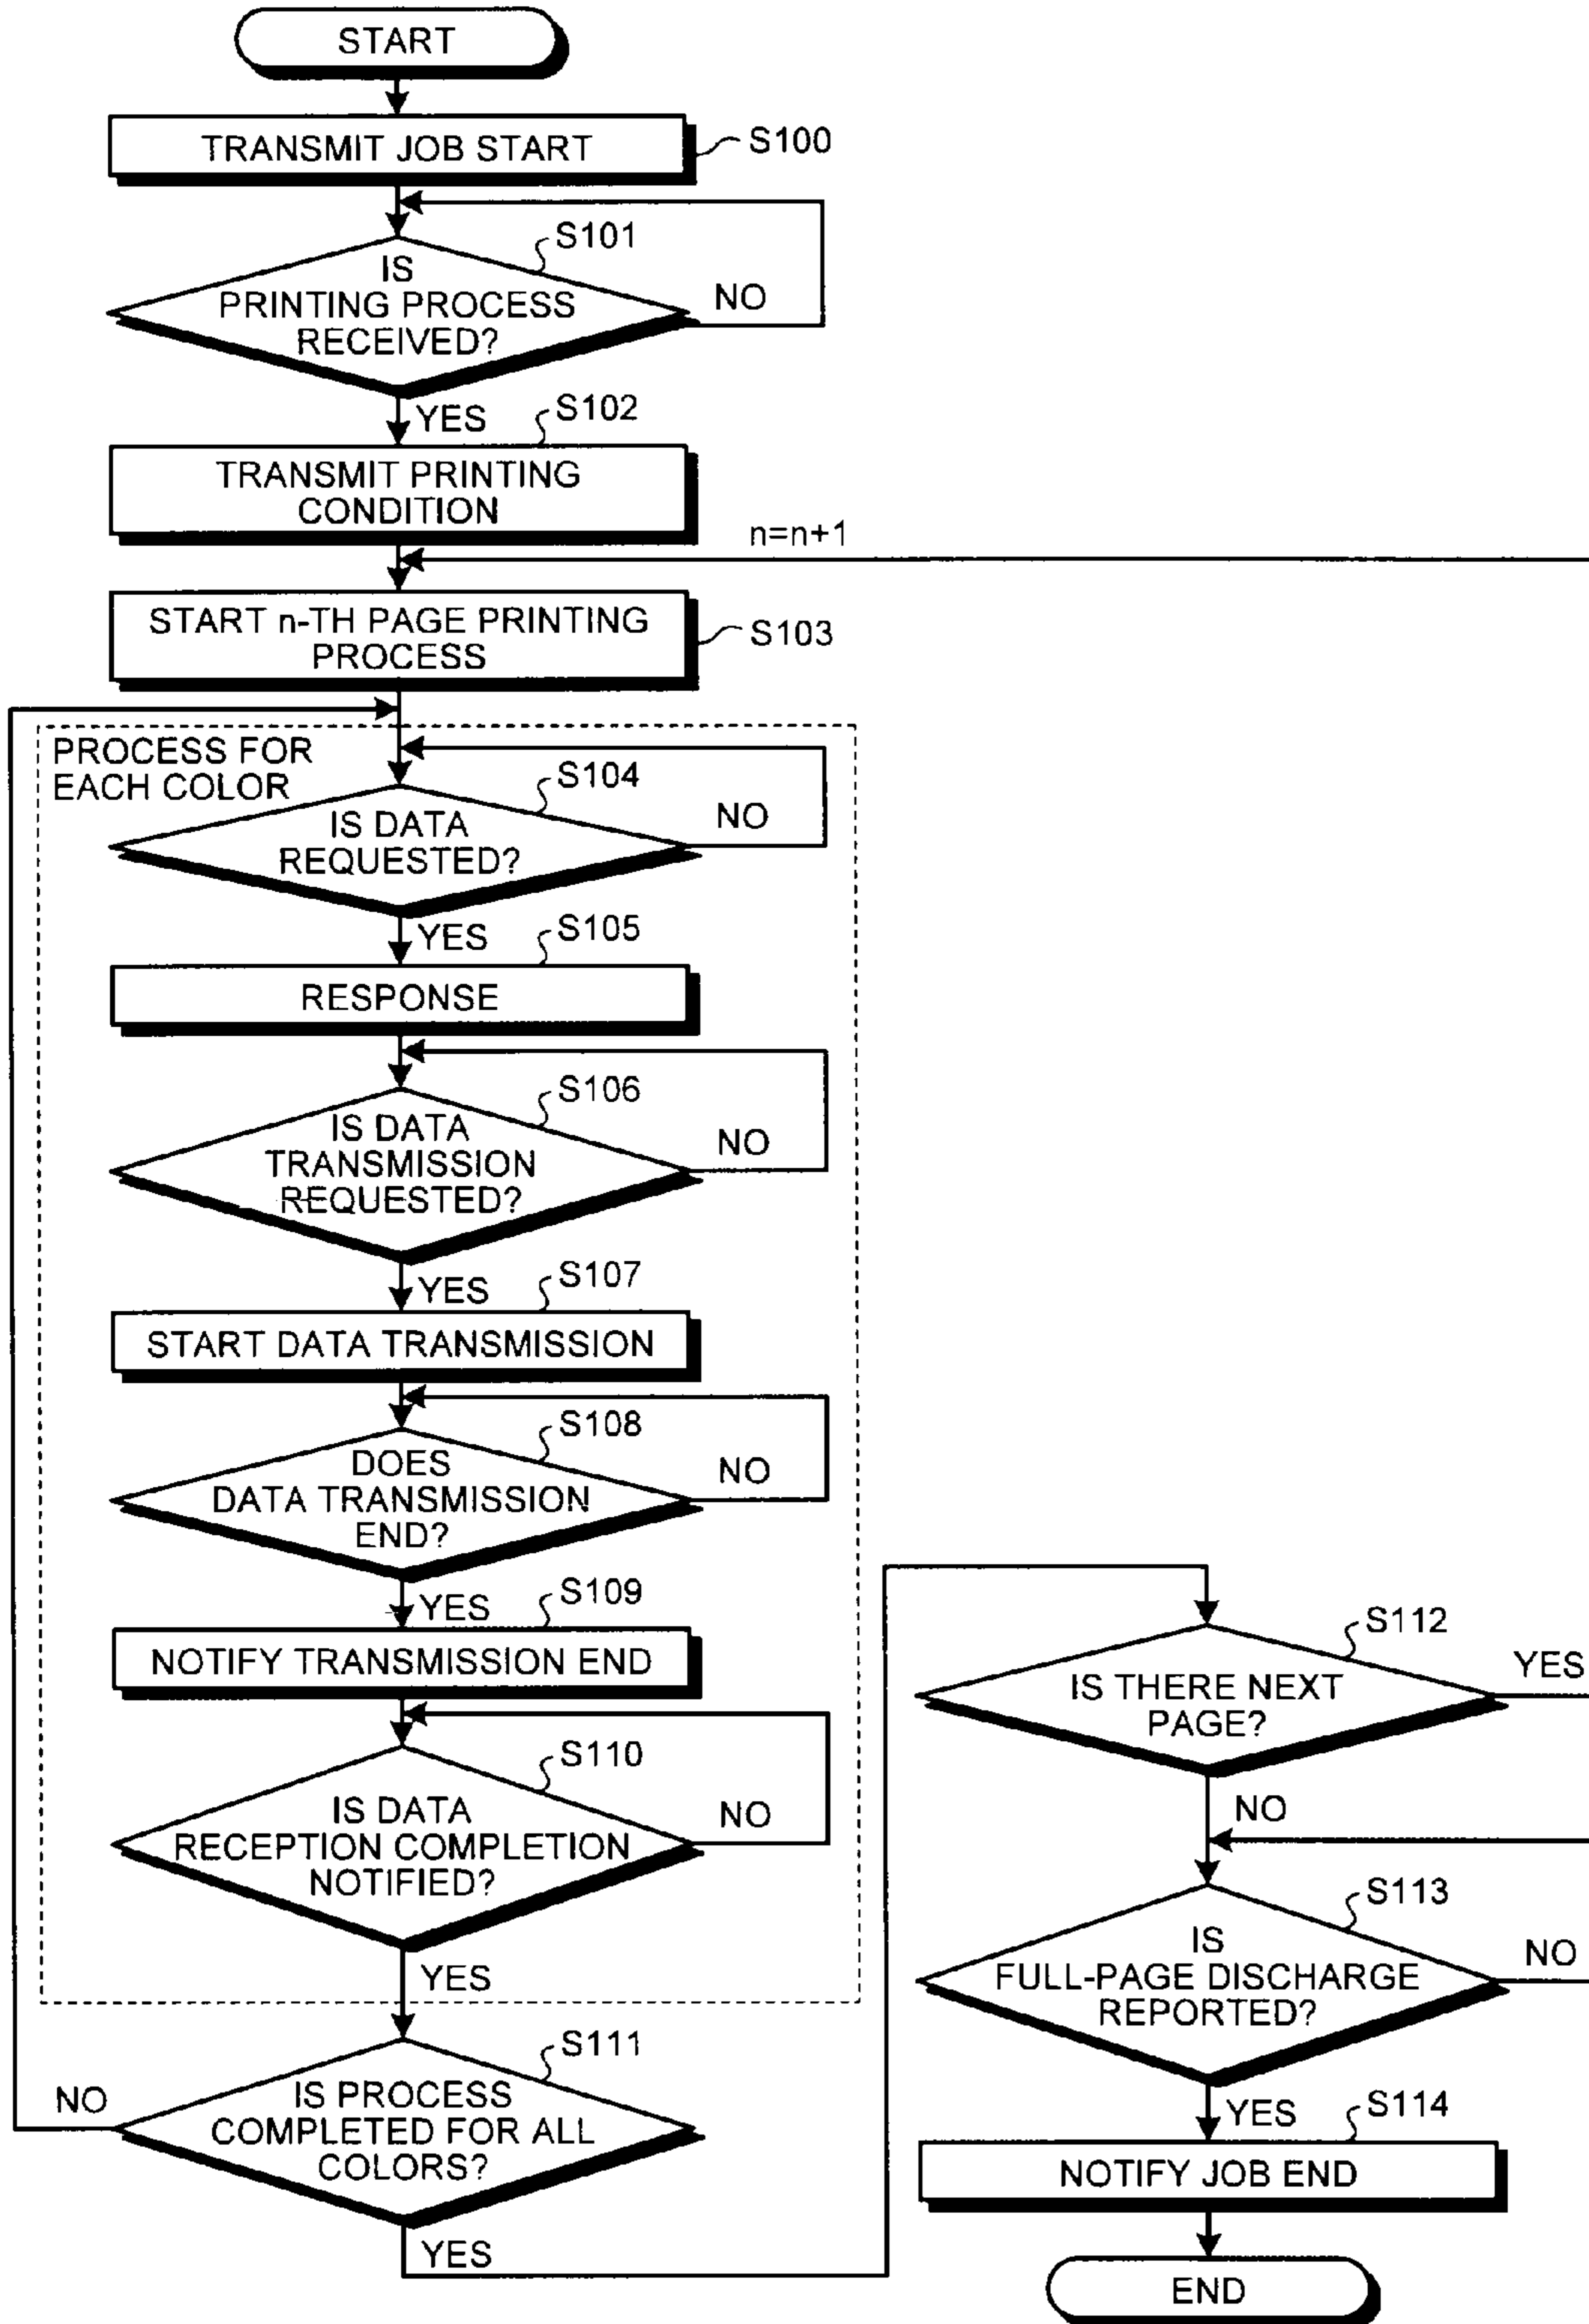 START
TRANSMIT JOB START
S100
S101
IS
PRINTING PROCESS
RECEIVED?
NO
YES
S102
TRANSMIT PRINTING
CONDITION
n=n+1
START n-TH PAGE PRINTING
PROCESS
S103
PROCESS FOR
EACH COLOR
S104
IS DATA
REQUESTED?
NO
YES
S105
RESPONSE
S106
IS DATA
TRANSMISSION
REQUESTED?
NO
YES
S107
START DATA TRANSMISSION
S108
DOES
DATA TRANSMISSION
END?
NO
YES
S109
NOTIFY TRANSMISSION END
S110
IS DATA
RECEPTION COMPLETION
NOTIFIED?
NO
YES
S111
IS PROCESS
COMPLETED FOR ALL
COLORS?
NO
YES
S112
IS THERE NEXT
PAGE?
YES
NO
S113
IS
FULL-PAGE DISCHARGE
REPORTED?
NO
YES
S114
NOTIFY JOB END
END